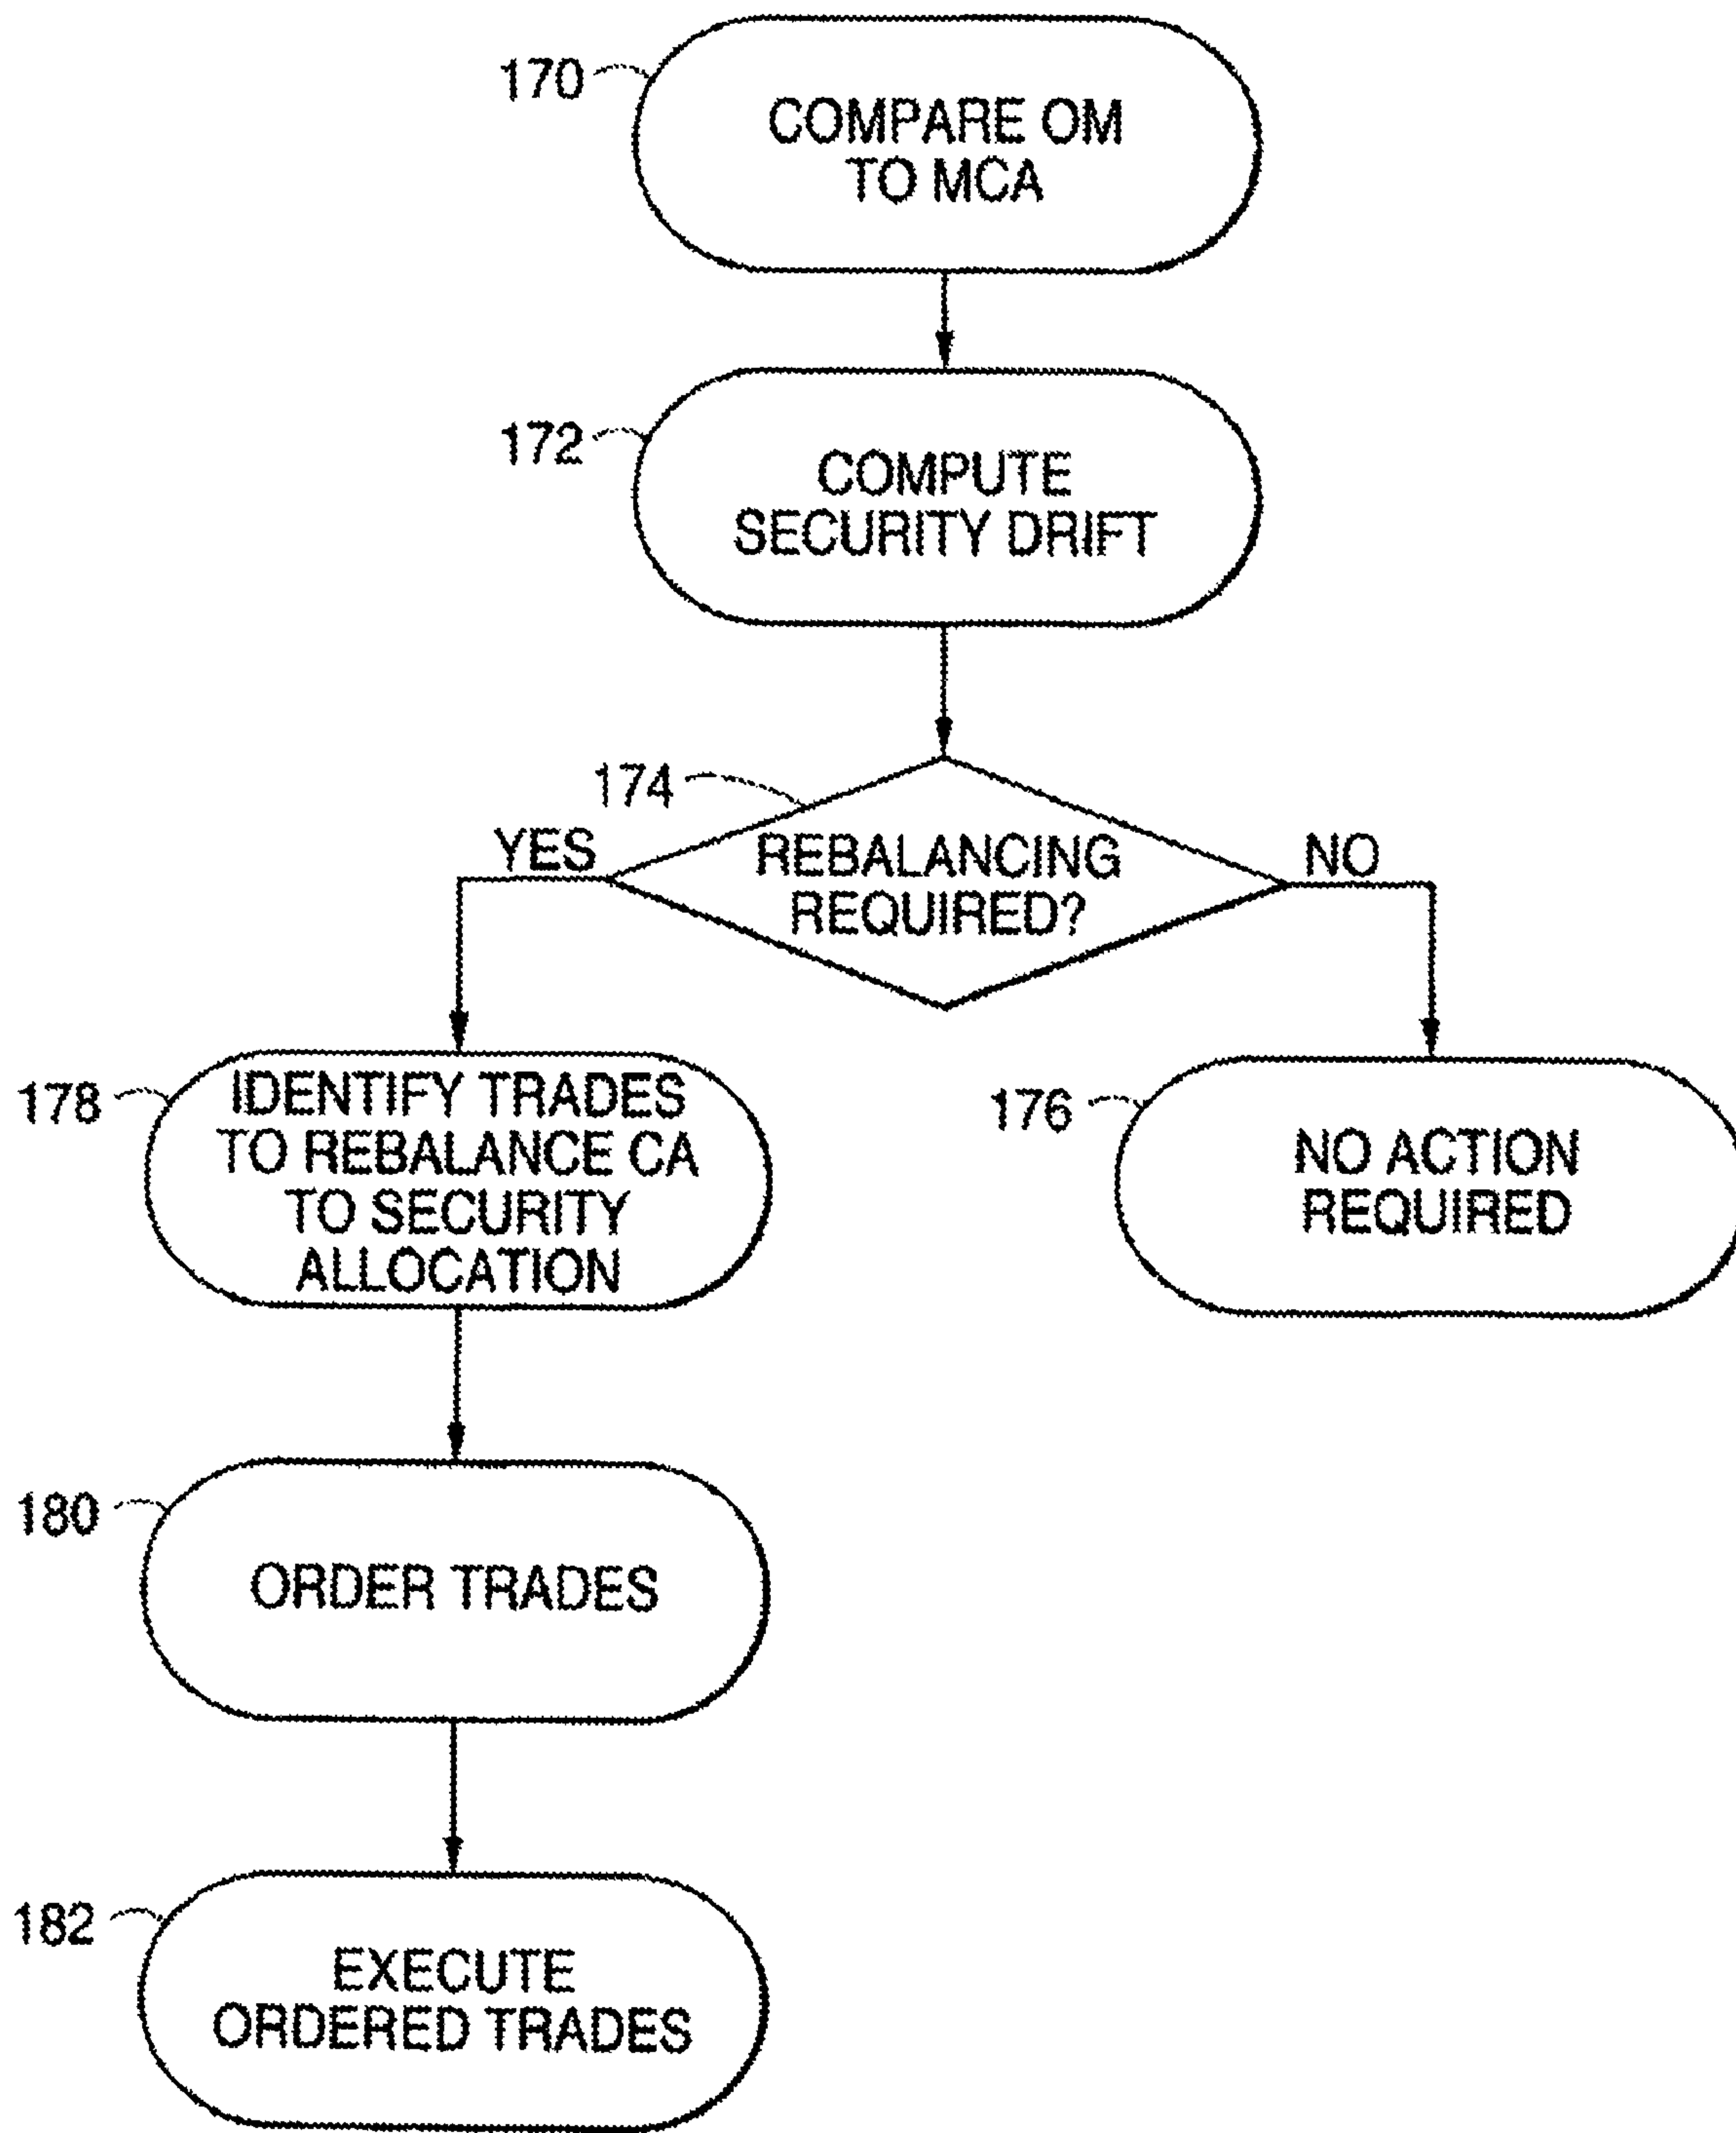 170
COMPARE OM
TO MCA
172
COMPUTE
SECURITY DRIFT
174
YES
REBALANCING
REQUIRED?
NO
178
IDENTIFY TRADES
TO REBALANCE CA
TO SECURITY
ALLOCATION
176
NO ACTION
REQUIRED
180
ORDER TRADES
182
EXECUTE
ORDERED TRADES